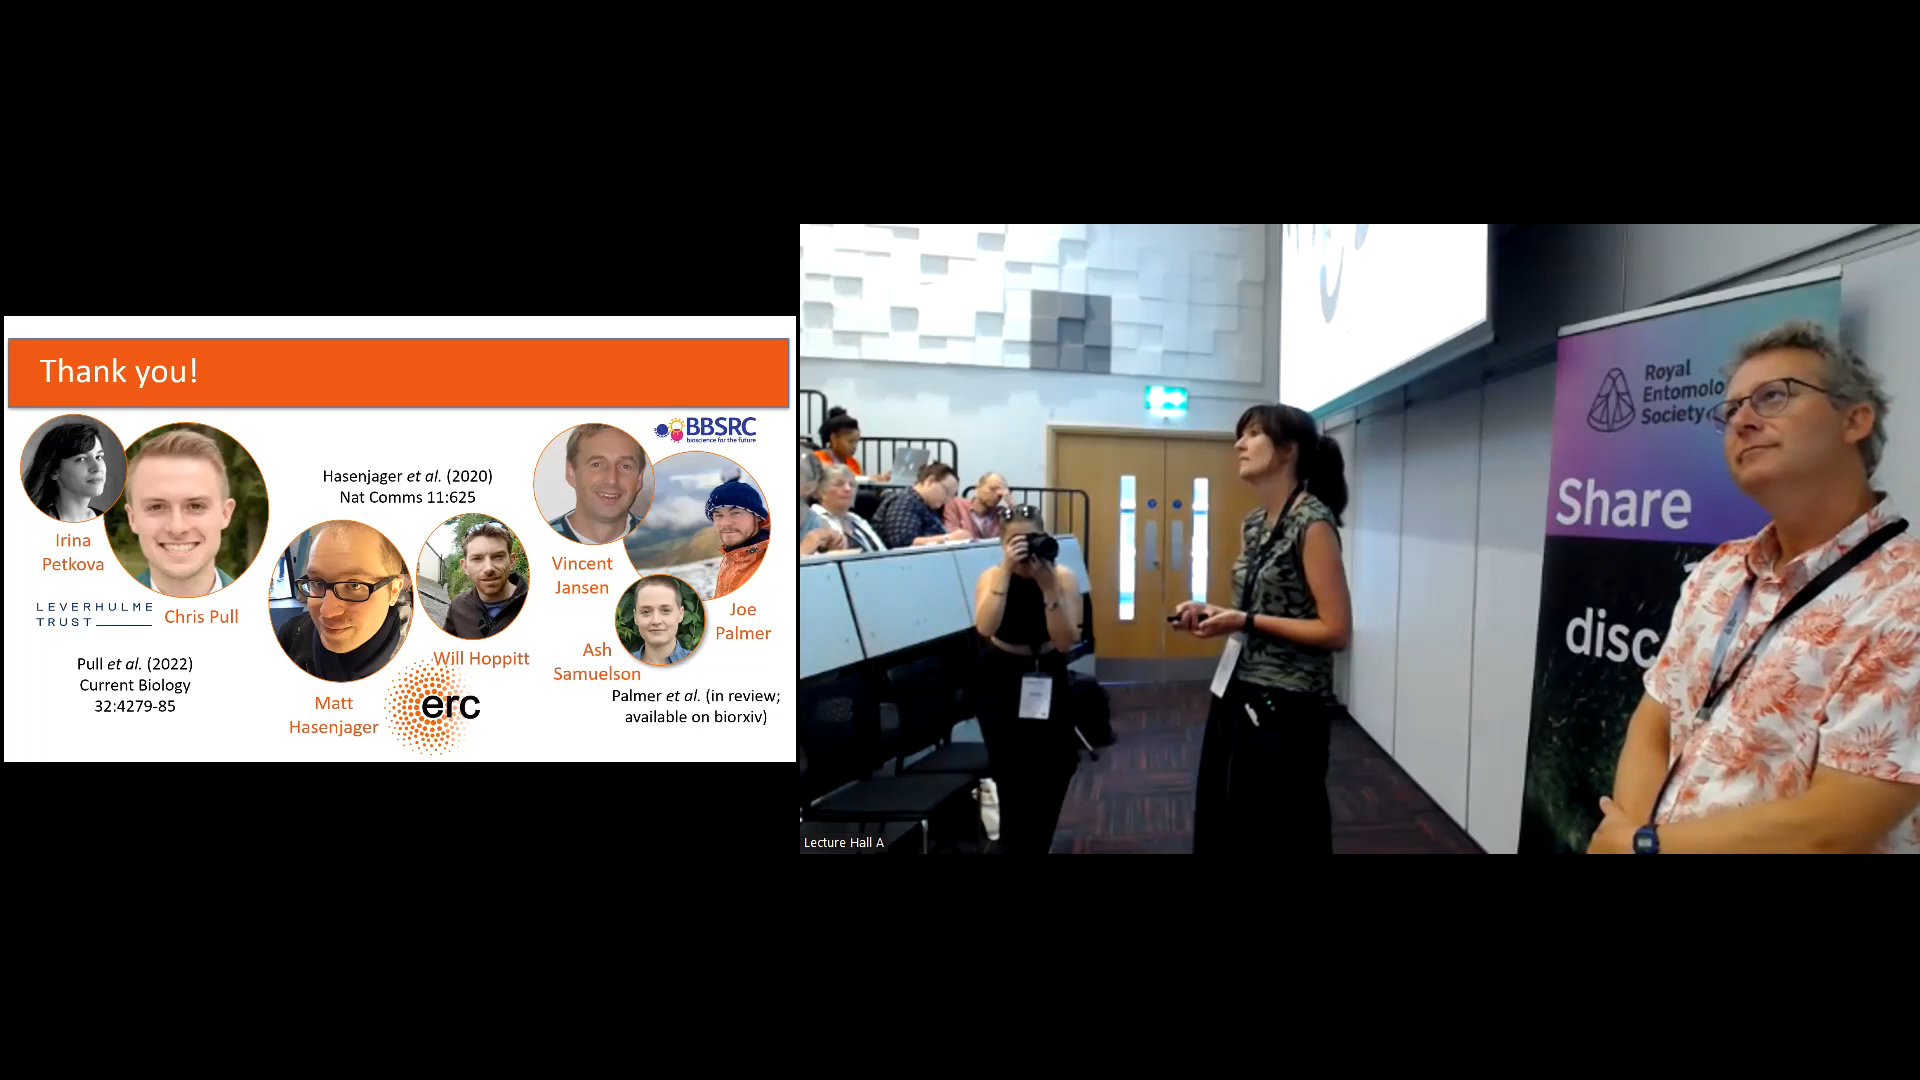 Thank you!
BBSRC
bioscience for the future
Hasenjager et al. (2020)
Nat Comms 11:625
Irina
Petkova
LEVERHULME
TRUST
Chris Pull
Pull et al. (2022)
Current Biology
32:4279-85
Matt
Hasenjager
Will Hoppitt
erc
Vincent
Jansen
Ash
Samuelson
Joe
Palmer
Palmer et al. (in review;
available on biorxiv)
Royal
Entomolo
Society
Share
disc
Lecture Hall A